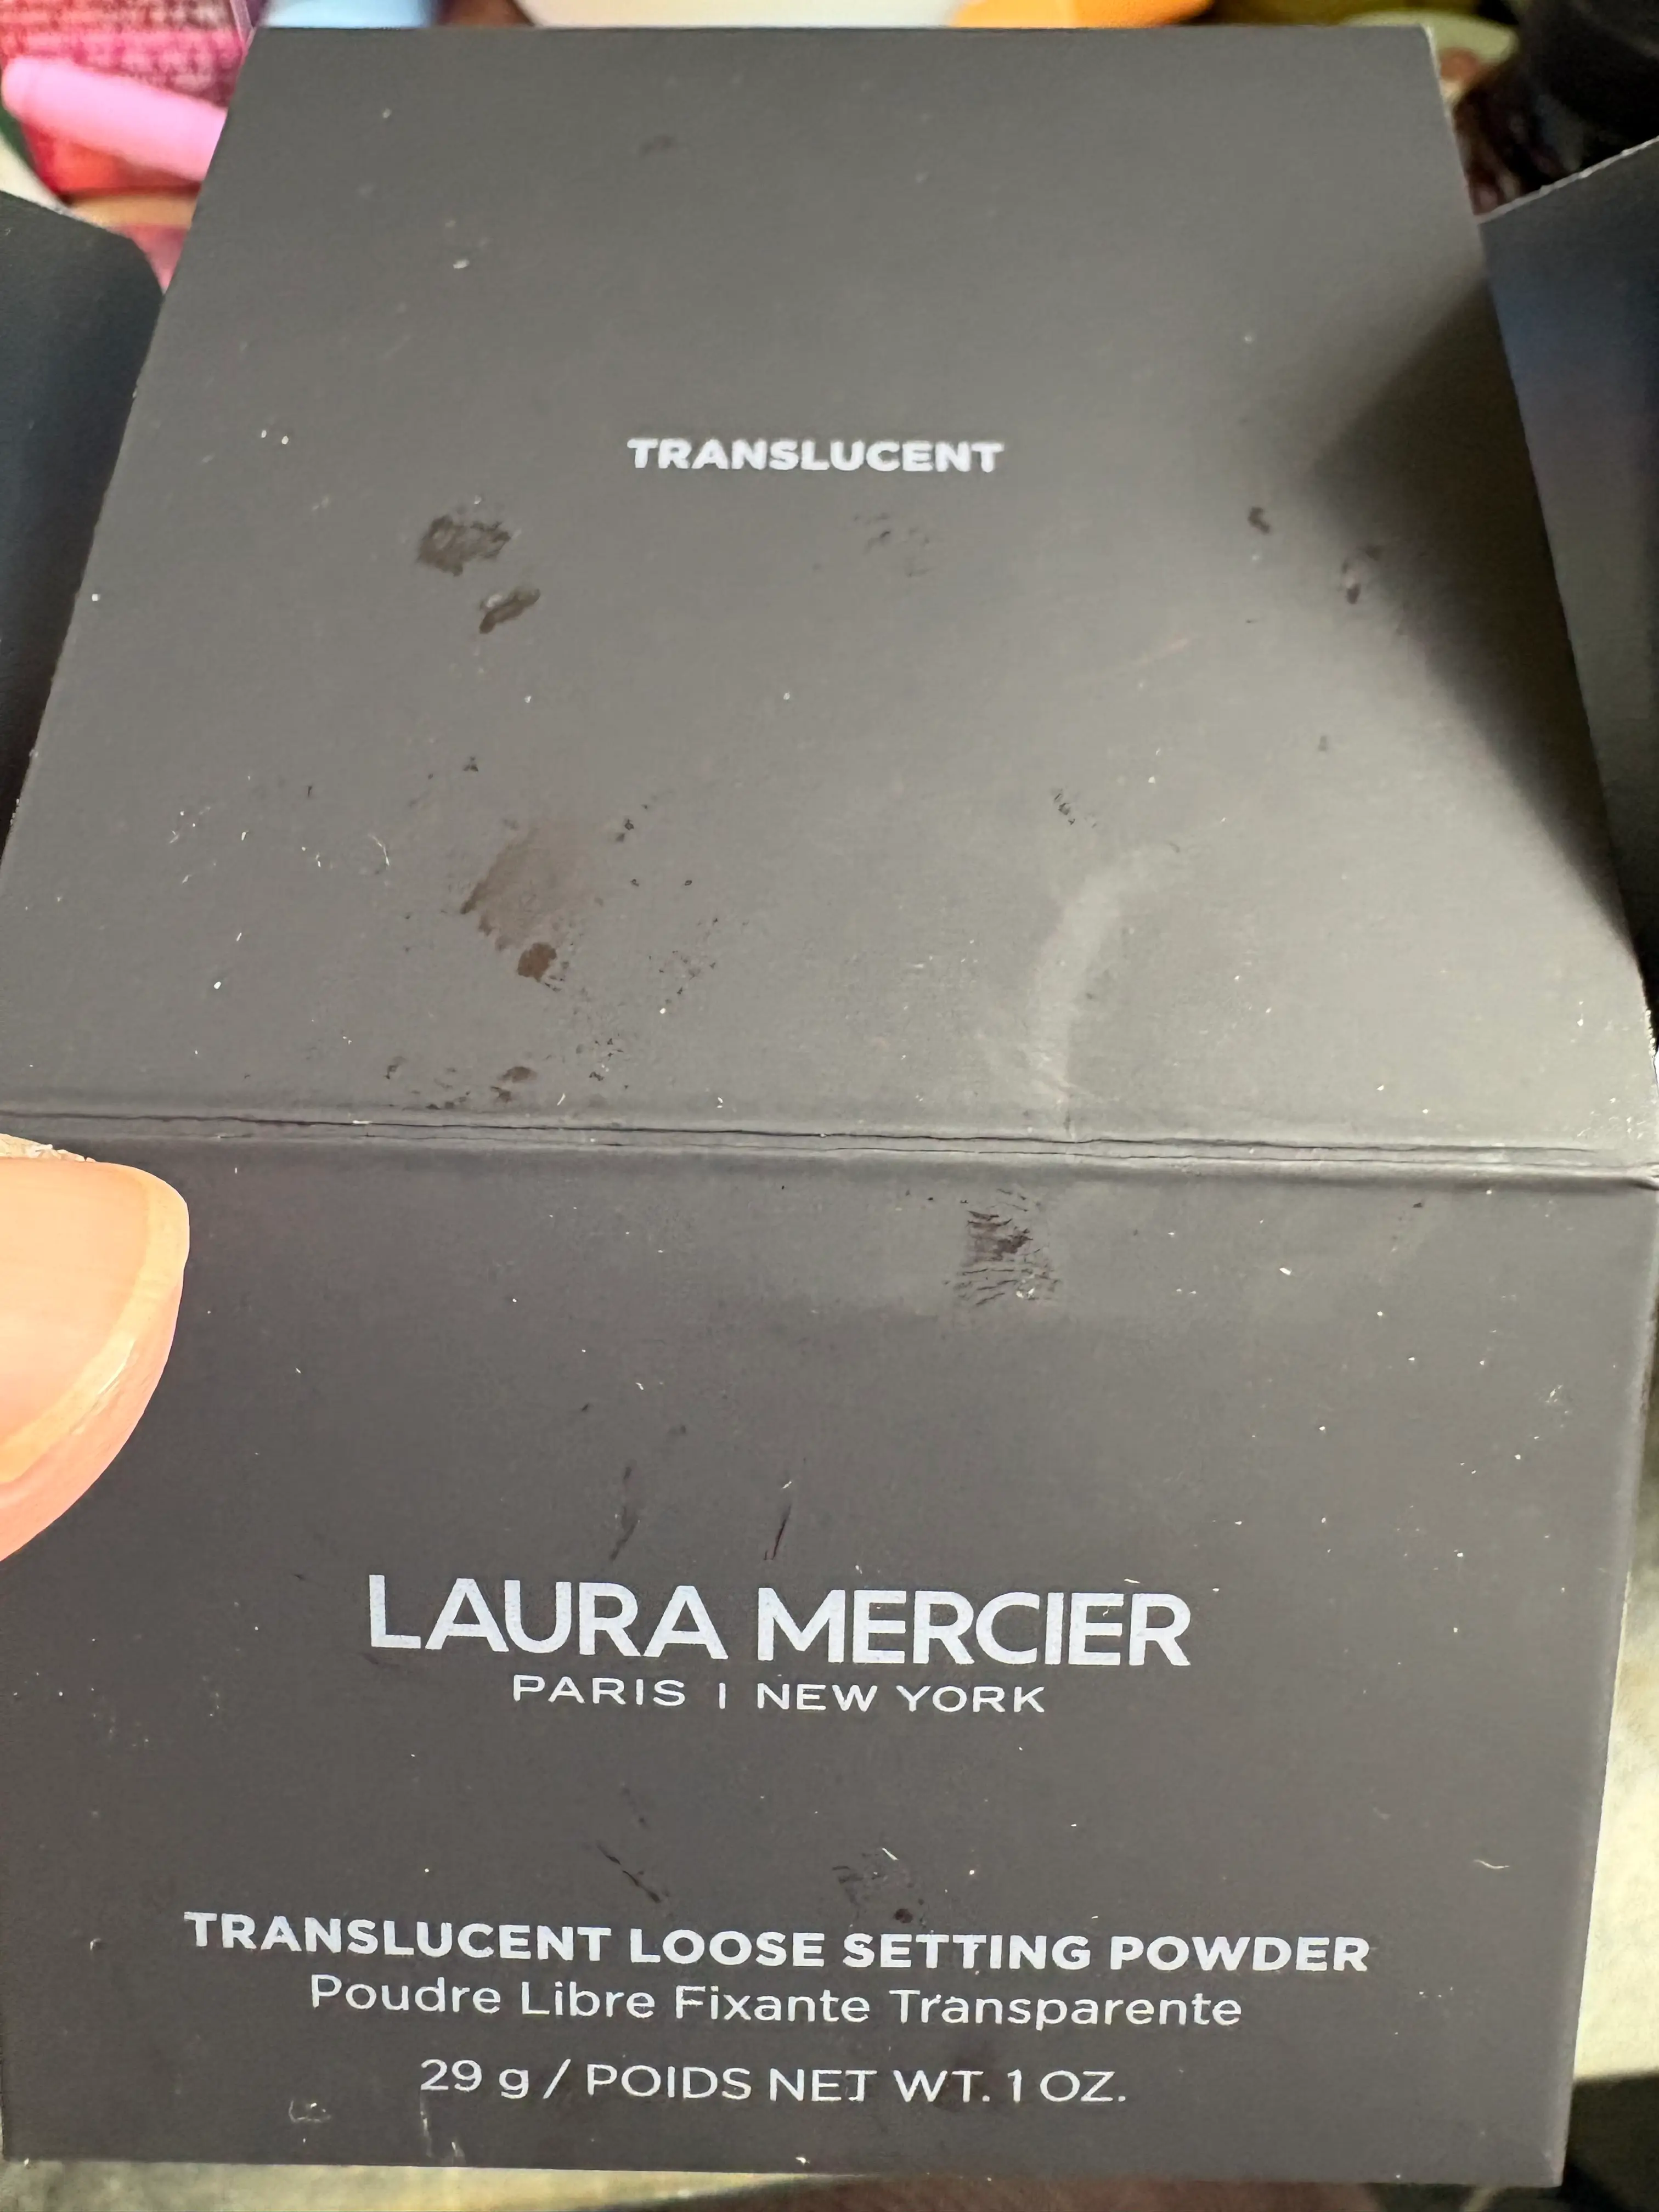 TRANSLUCENT
LAURA MERCIER
PARIS | NEW YORK
TRANSLUCENT LOOSE SETTING POWDER
Poudre Libre Fixante Transparente
29 g / POIDS NET WT. 1 OZ.